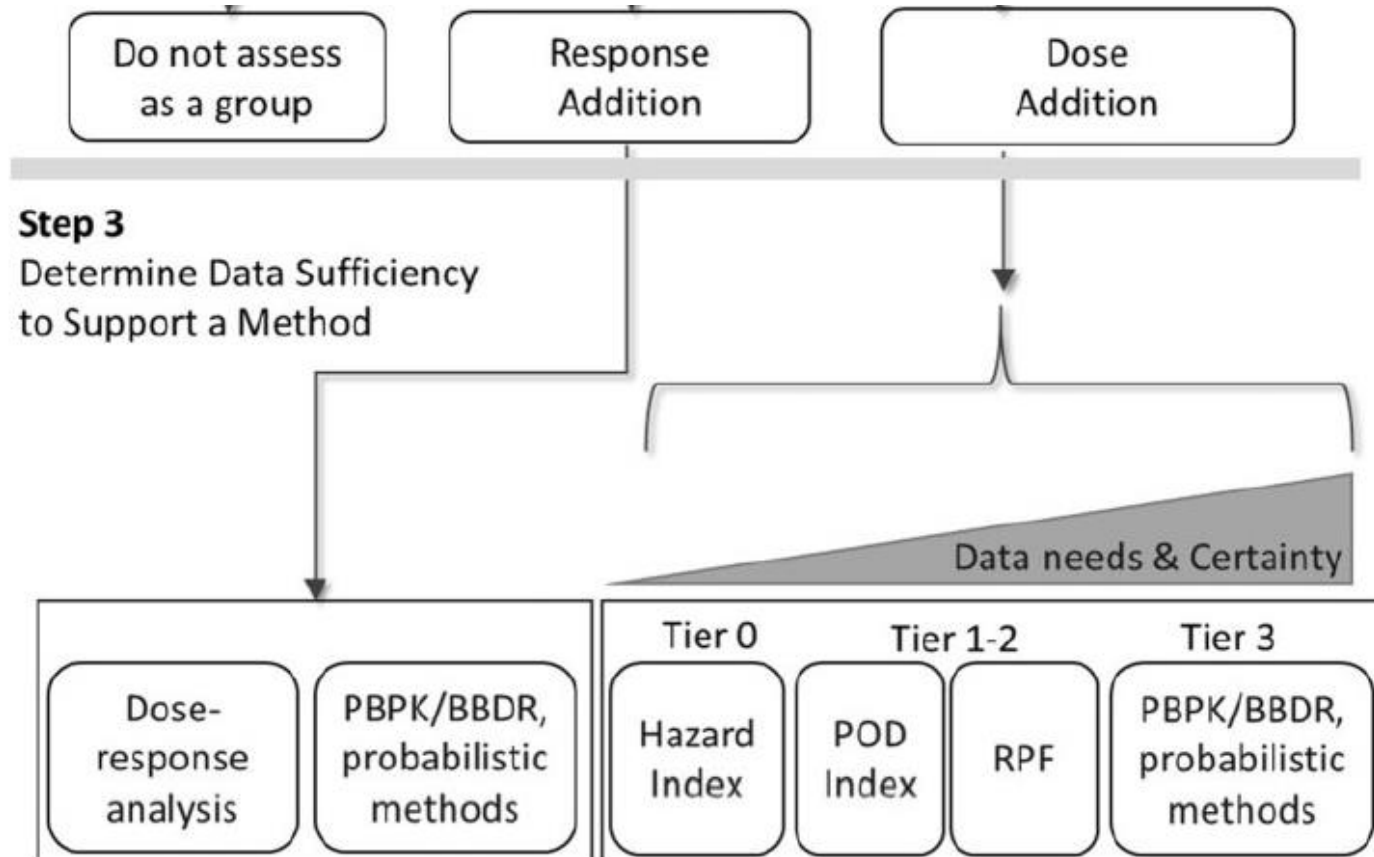 Do not assess
as a group
Response
Addition
Dose
Addition
Step 3
Determine Data Sufficiency
to Support a Method
Data needs & Certainty
Dose-
response
analysis
PBPK/BBDR,
probabilistic
methods
Tier 0
Tier 1-2
Tier 3
Hazard
Index
POD
Index
RPF
PBPK/BBDR,
probabilistic
methods